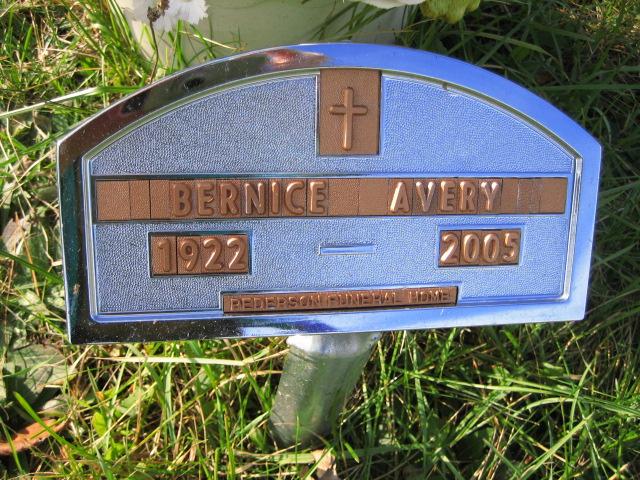 BERNICE AVERY
1922 – 2005
PEDERSON FUNERAL HOME